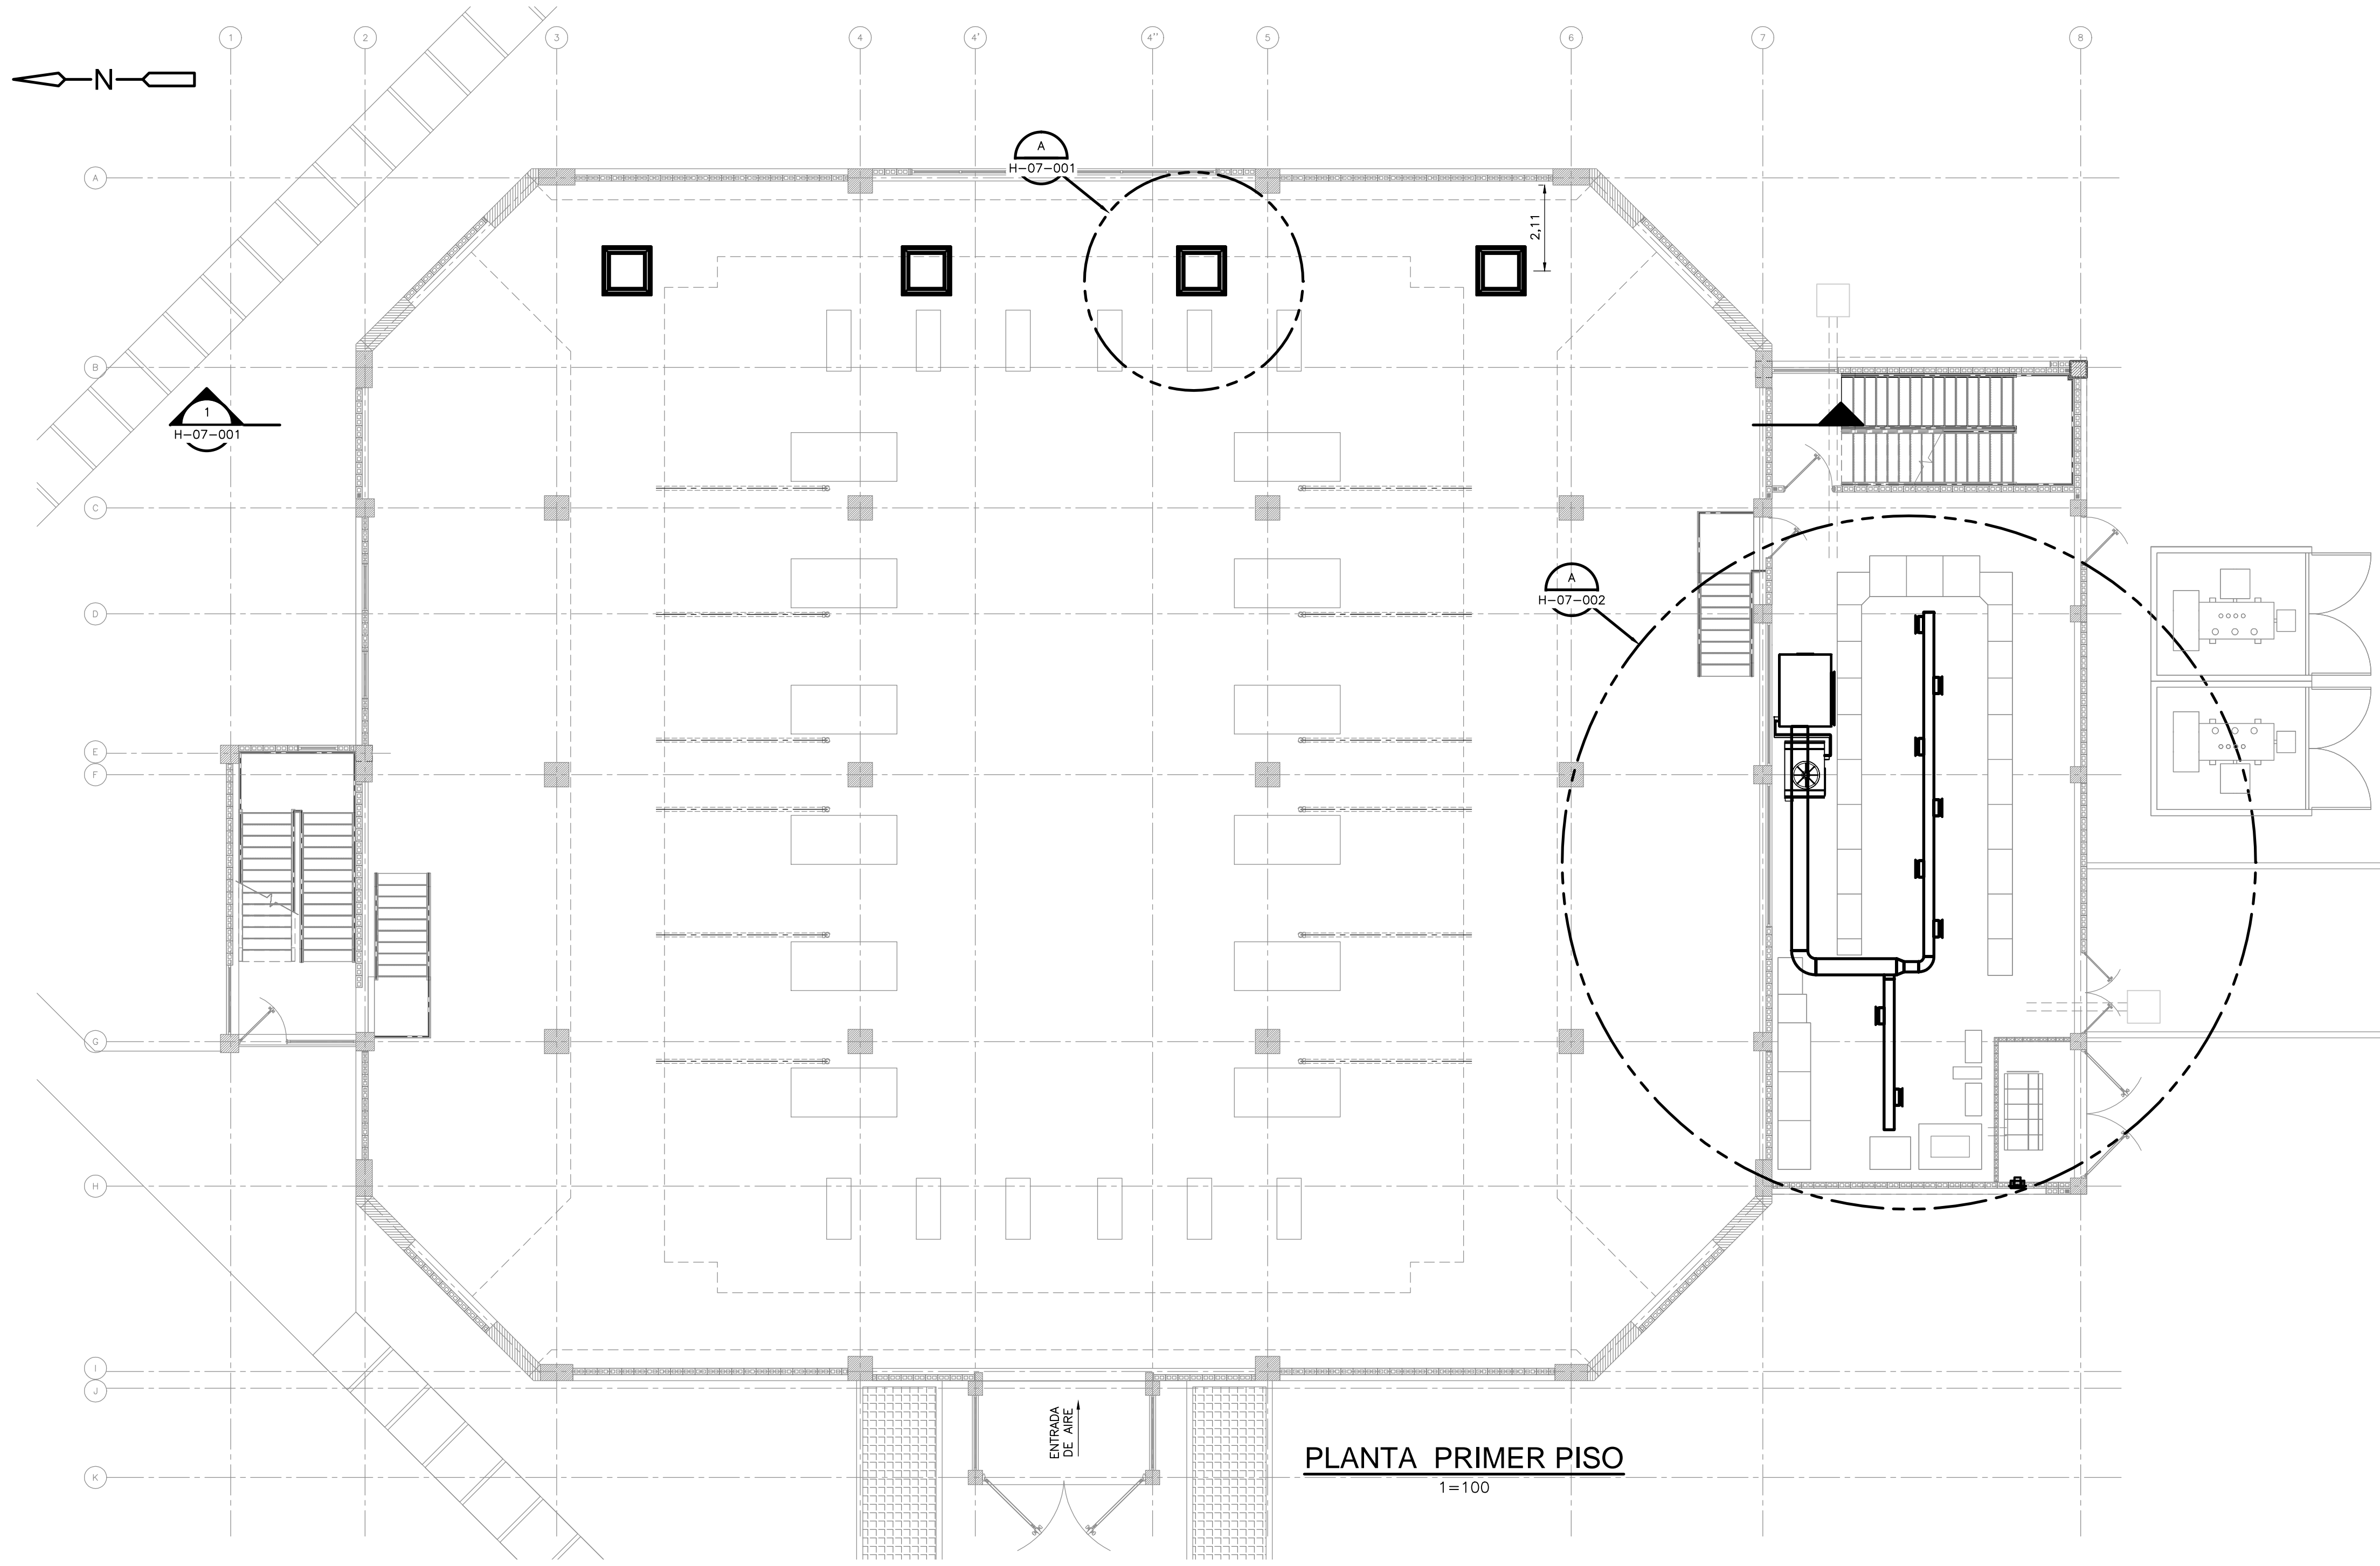 1
2
3
4
4'
4''
5
6
7
8
N
A
H-07-001
A
2,11
B
1
H-07-001
C
A
H-07-002
D
E
F
G
H
I
J
ENTRADA
DE AIRE
PLANTA PRIMER PISO
1=100
K